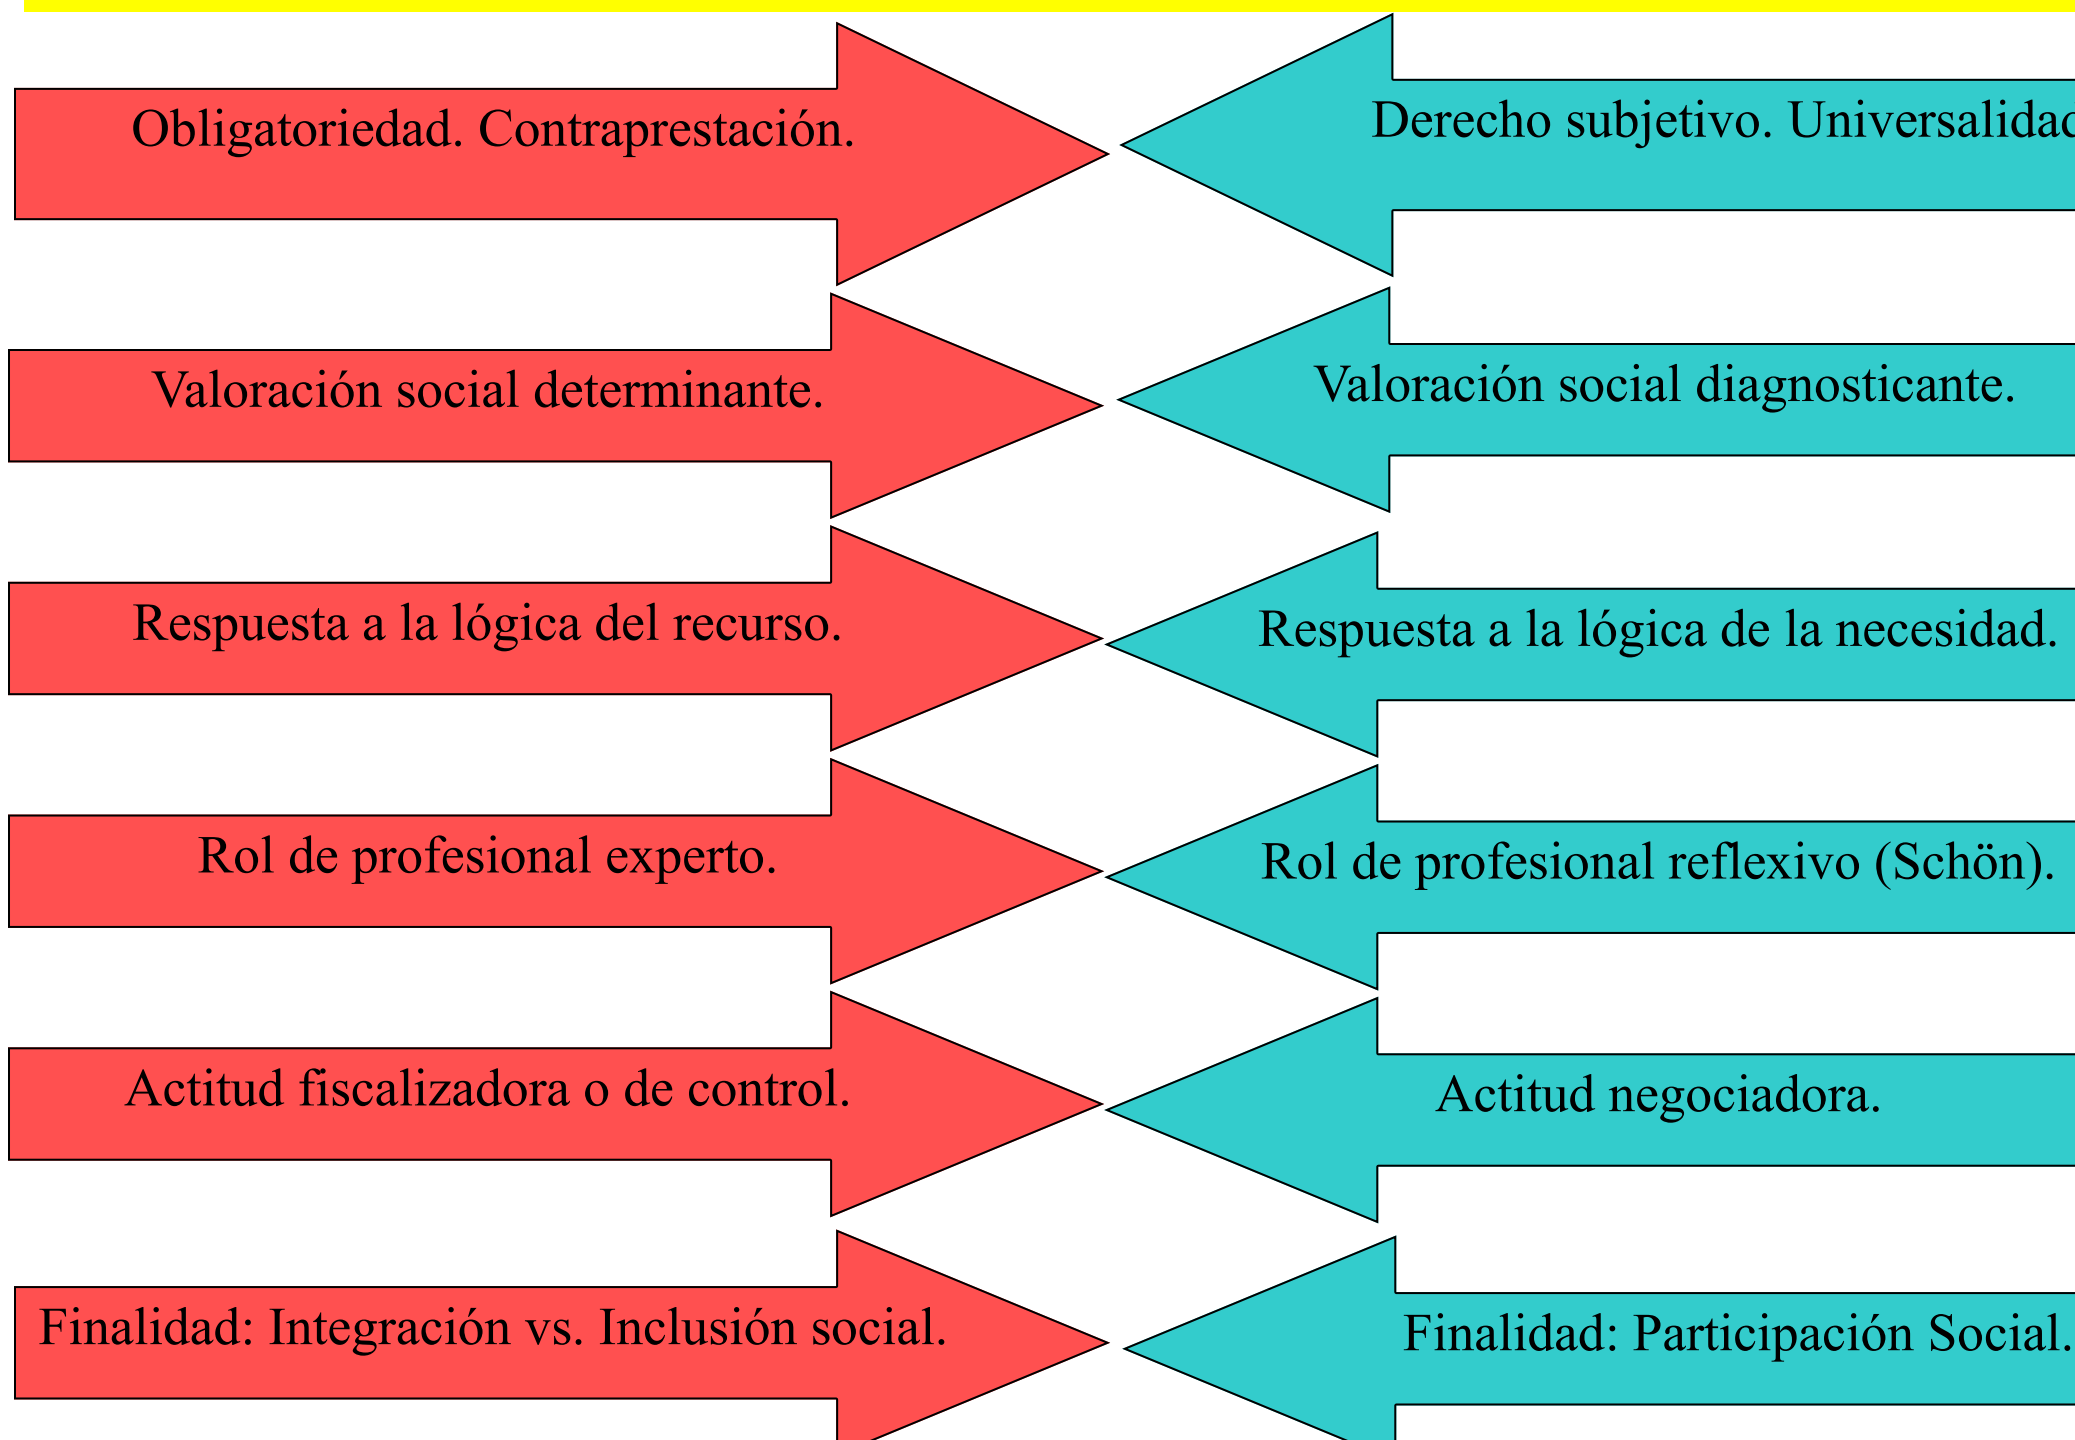 Obligatoriedad. Contraprestación.
Derecho subjetivo. Universalidad
Valoración social determinante.
Valoración social diagnosticante.
Respuesta a la lógica del recurso.
Respuesta a la lógica de la necesidad.
Rol de profesional experto.
Rol de profesional reflexivo (Schön).
Actitud fiscalizadora o de control.
Actitud negociadora.
Finalidad: Integración vs. Inclusión social.
Finalidad: Participación Social.